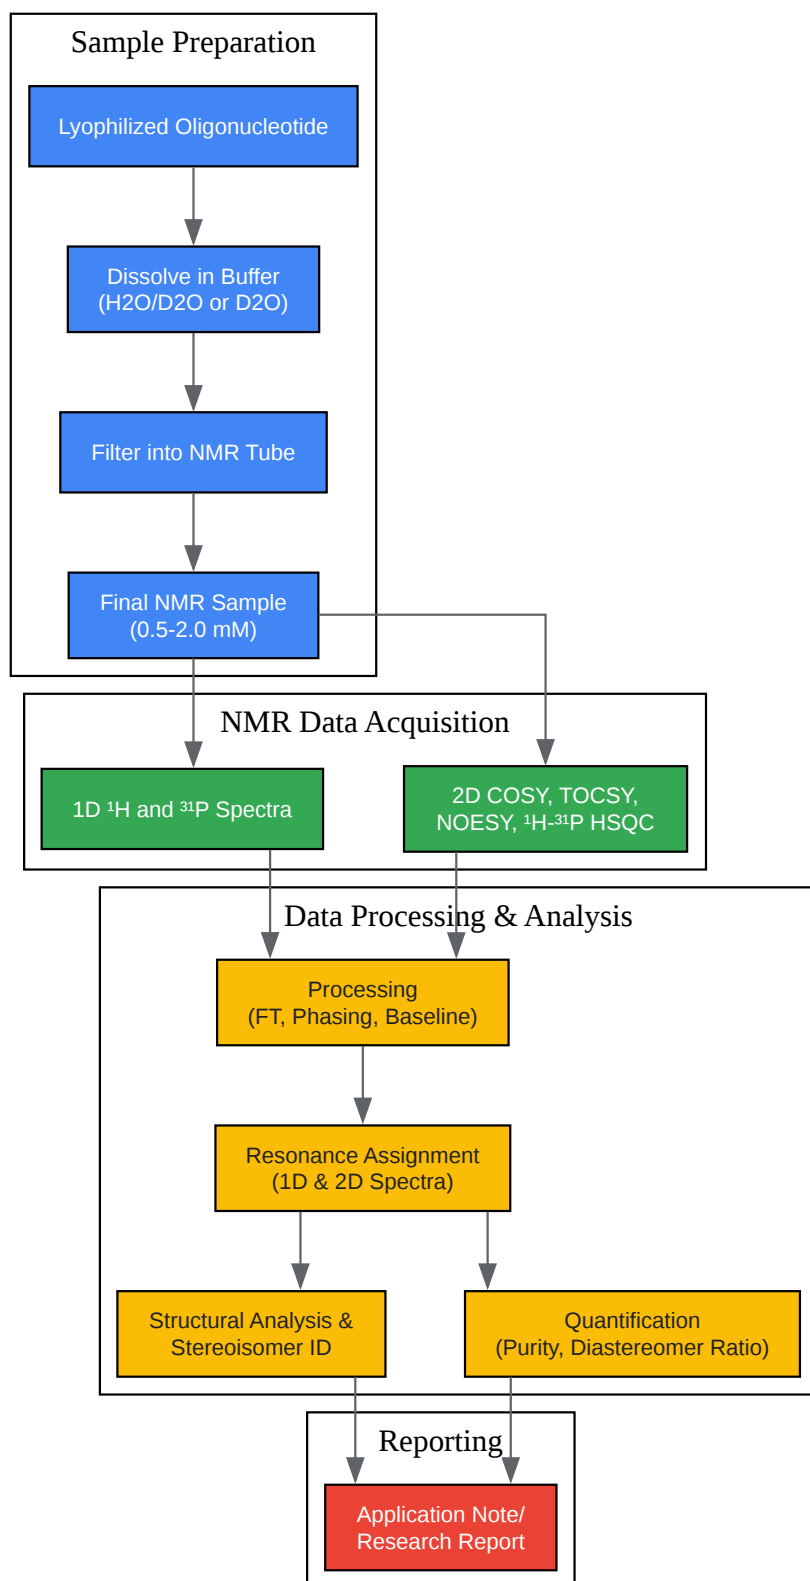 Sample Preparation
Lyophilized Oligonucleotide
Dissolve in Buffer
(H2O/D2O or D2O)
Filter into NMR Tube
Final NMR Sample
(0.5-2.0 mM)
NMR Data Acquisition
1D ¹H and ³¹P Spectra
2D COSY, TOCSY,
NOESY, ¹H-³¹P HSQC
Data Processing & Analysis
Processing
(FT, Phasing, Baseline)
Resonance Assignment
(1D & 2D Spectra)
Structural Analysis &
Stereoisomer ID
Quantification
(Purity, Diastereomer Ratio)
Reporting
Application Note/
Research Report